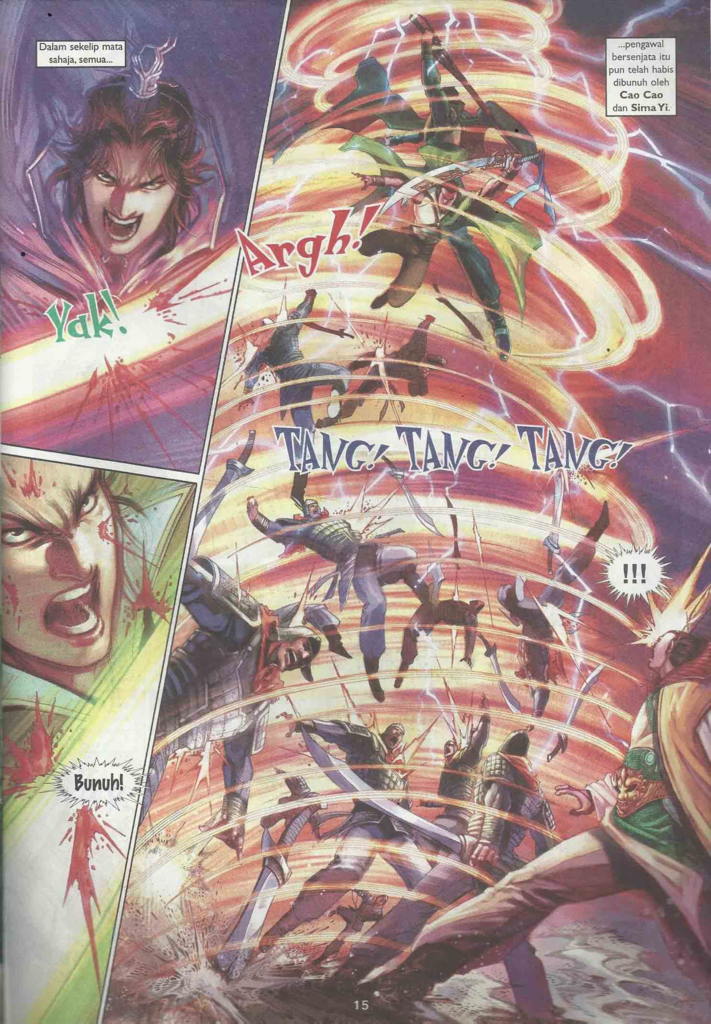 Dalam sekelip mata
sahaja, semua...
Yak!
Bunuh!
...pengawal
bersenjata itu
pun telah habis
dibunuh oleh
Cao Cao
dan Sima Yi.
Argh!
TANG! TANG! TANG!
!!!
15